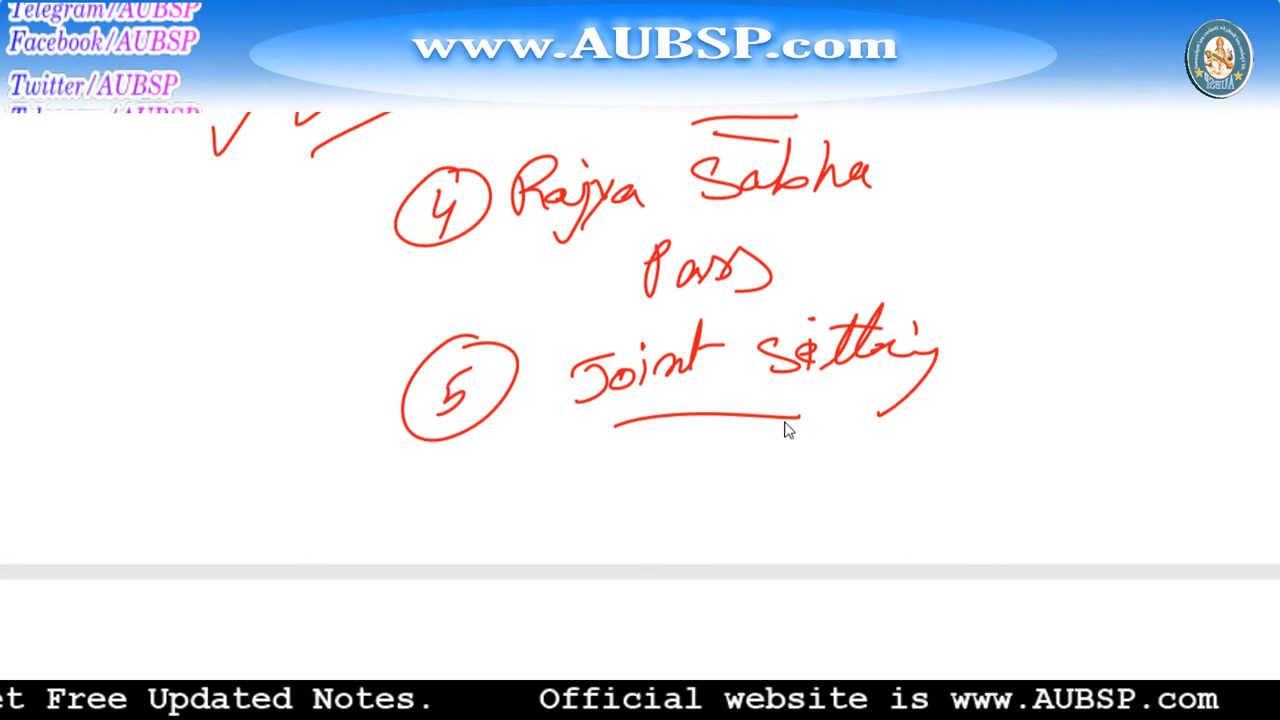 Telegram/AUBSP
Facebook/AUBSP
Twitter/AUBSP
www.AUBSP.com
AUBSP
4 Rajya Sabha
Pass
5 Joint Sitting
et Free Updated Notes. Official website is www.AUBSP.com